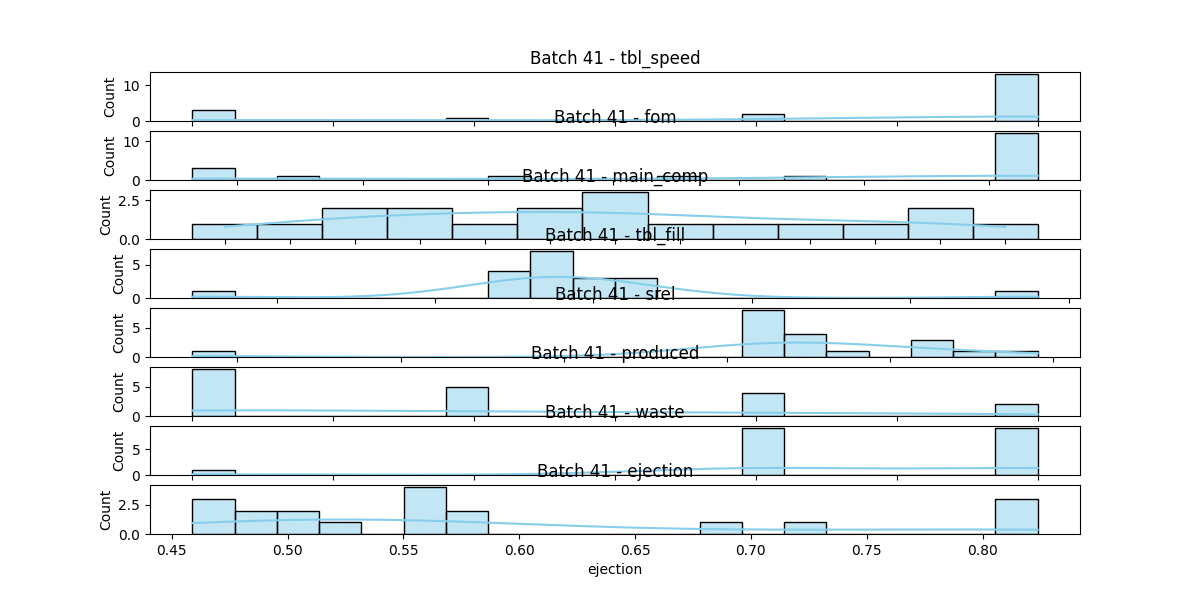 Batch 41 - tbl_speed
Count
10
0
Batch 41 - fom
Count
10
0
Batch 41 - main_comp
Count
2.5
0.0
Batch 41 - tbl_fill
Count
5
0
Batch 41 - srel
Count
5
0
Batch 41 - produced
Count
5
0
Batch 41 - waste
Count
5
0
Batch 41 - ejection
Count
2.5
0.0
0.45 0.50 0.55 0.60 0.65 0.70 0.75 0.80
ejection